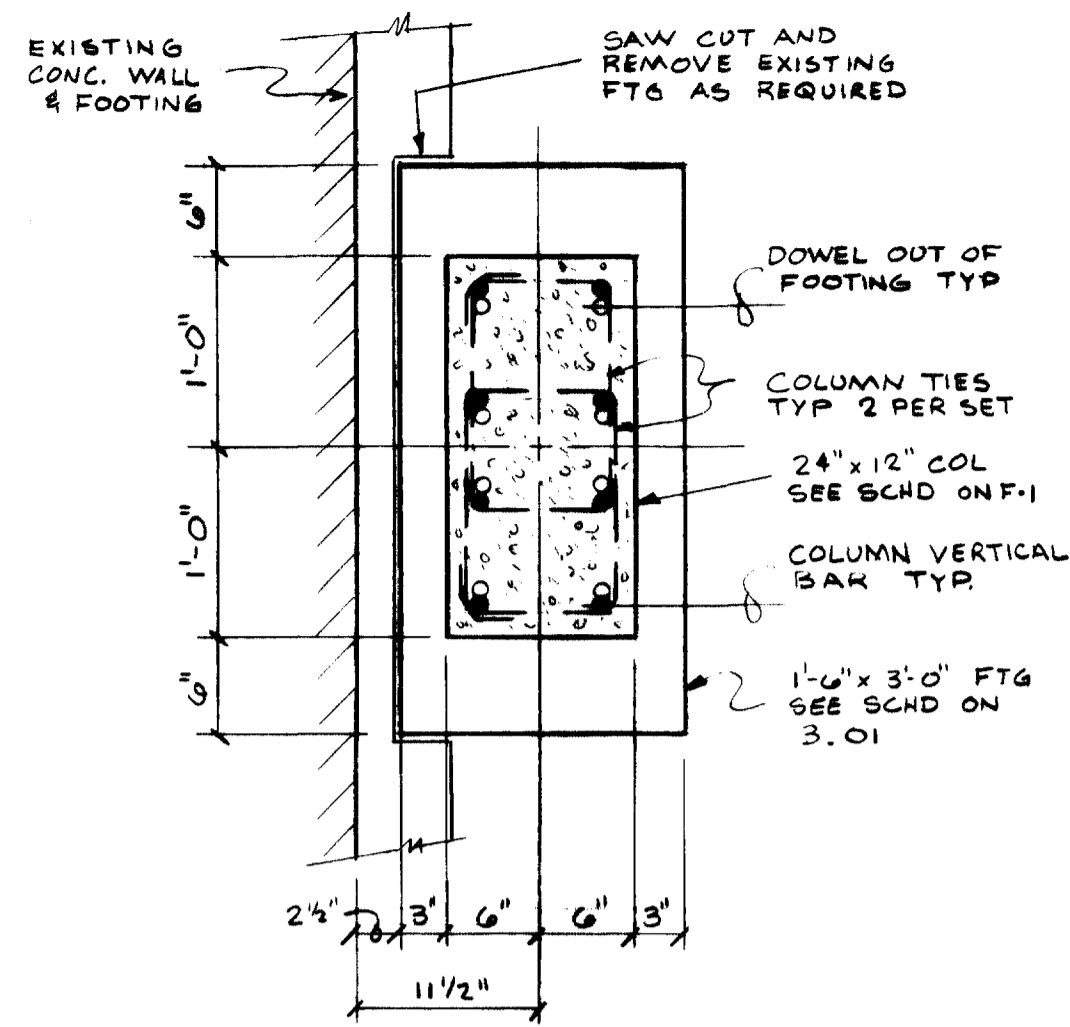 EXISTING
CONC. WALL
& FOOTING
SAW CUT AND
REMOVE EXISTING
FTG AS REQUIRED
6"
1'-0"
1'-0"
6"
DOWEL OUT OF
FOOTING TYP
COLUMN TIES
TYP 2 PER SET
24" x 12" COL
SEE SCHD ON F.1
COLUMN VERTICAL
BAR TYP.
1'-6" x 3'-0" FTG
SEE SCHD ON
3.01
2 1/2"
3"
6"
6"
3"
11 1/2"